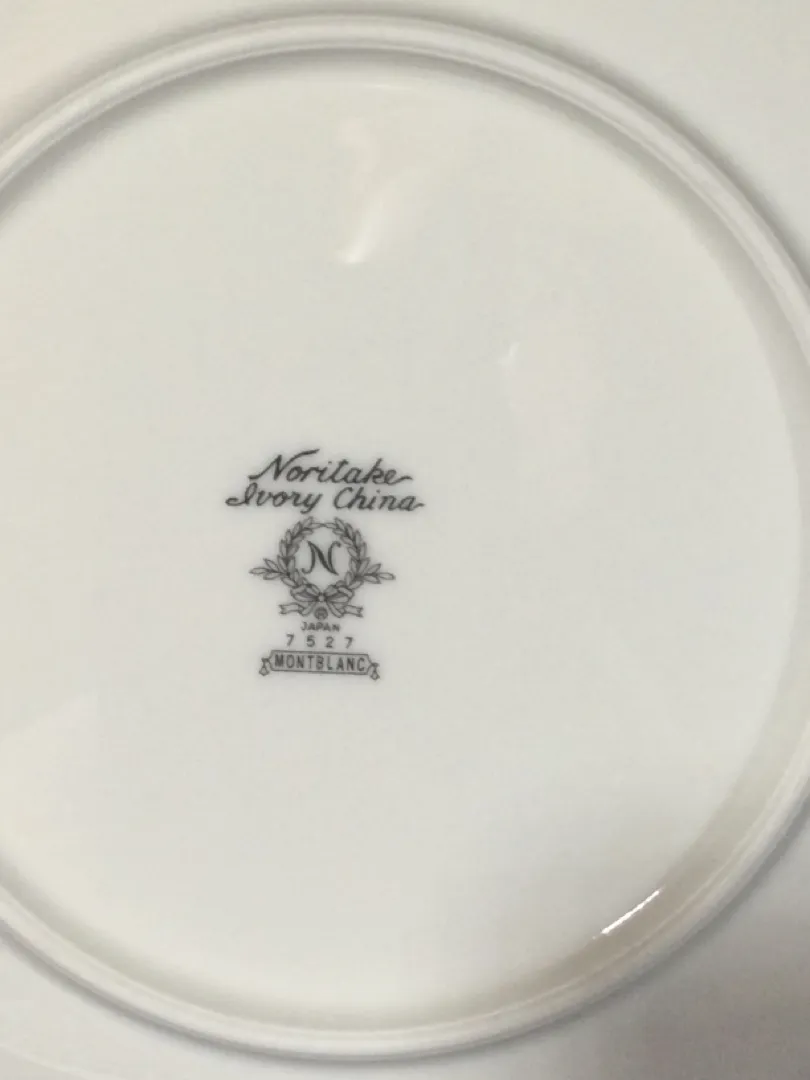 Noritake
Ivory China
N
®
JAPAN
7527
MONTBLANC